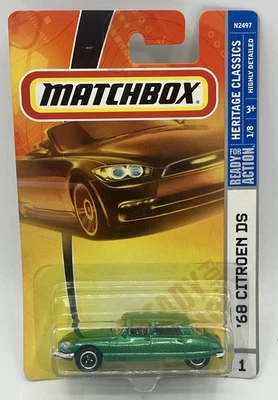 MATCHBOX
N2497
HERITAGE CLASSICS
1/8
3+
HIGHLY DETAILED
READY FOR ACTION
'68 CITROEN DS
1